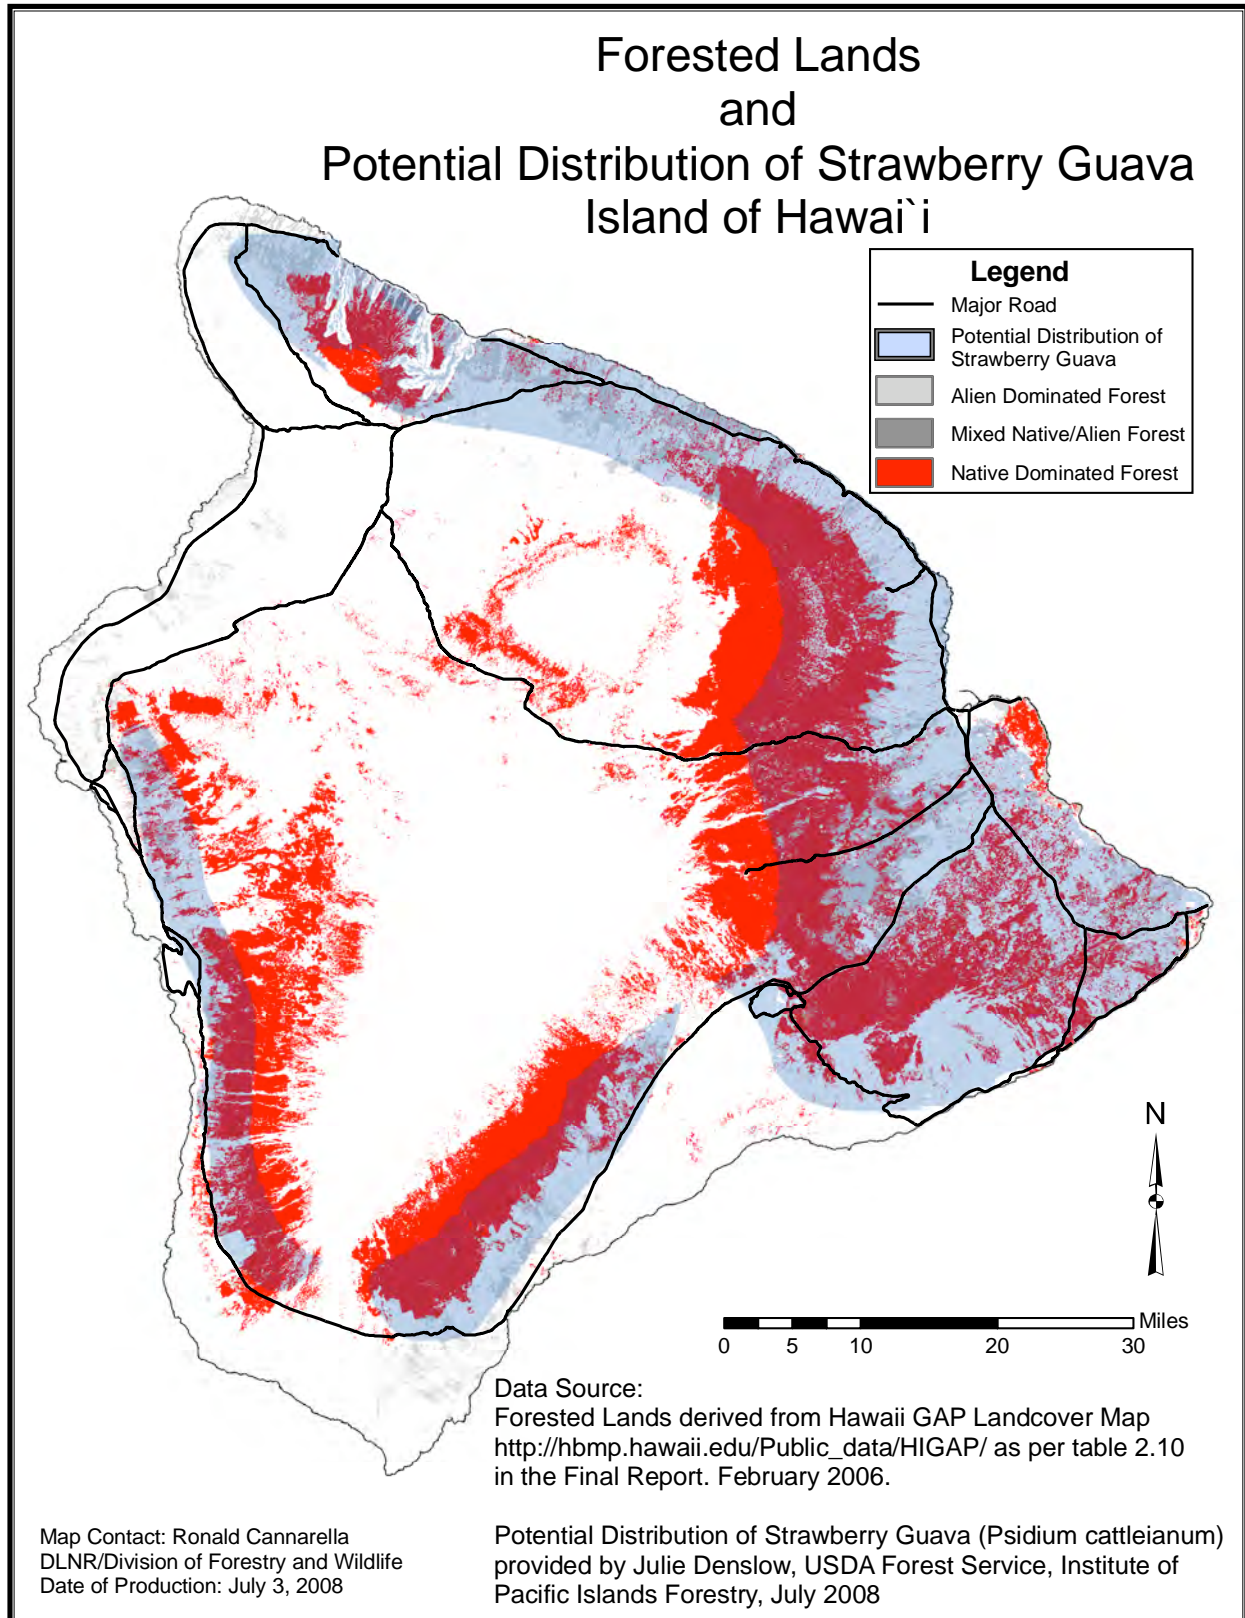 Forested Lands
and
Potential Distribution of Strawberry Guava
Island of Hawai`i
Legend
Major Road
Potential Distribution of
Strawberry Guava
Alien Dominated Forest
Mixed Native/Alien Forest
Native Dominated Forest
N
Miles
0 5 10 20 30
Data Source:
Forested Lands derived from Hawaii GAP Landcover Map
http://hbmp.hawaii.edu/Public_data/HIGAP/ as per table 2.10
in the Final Report. February 2006.
Map Contact: Ronald Cannarella
DLNR/Division of Forestry and Wildlife
Date of Production: July 3, 2008
Potential Distribution of Strawberry Guava (Psidium cattleianum)
provided by Julie Denslow, USDA Forest Service, Institute of
Pacific Islands Forestry, July 2008